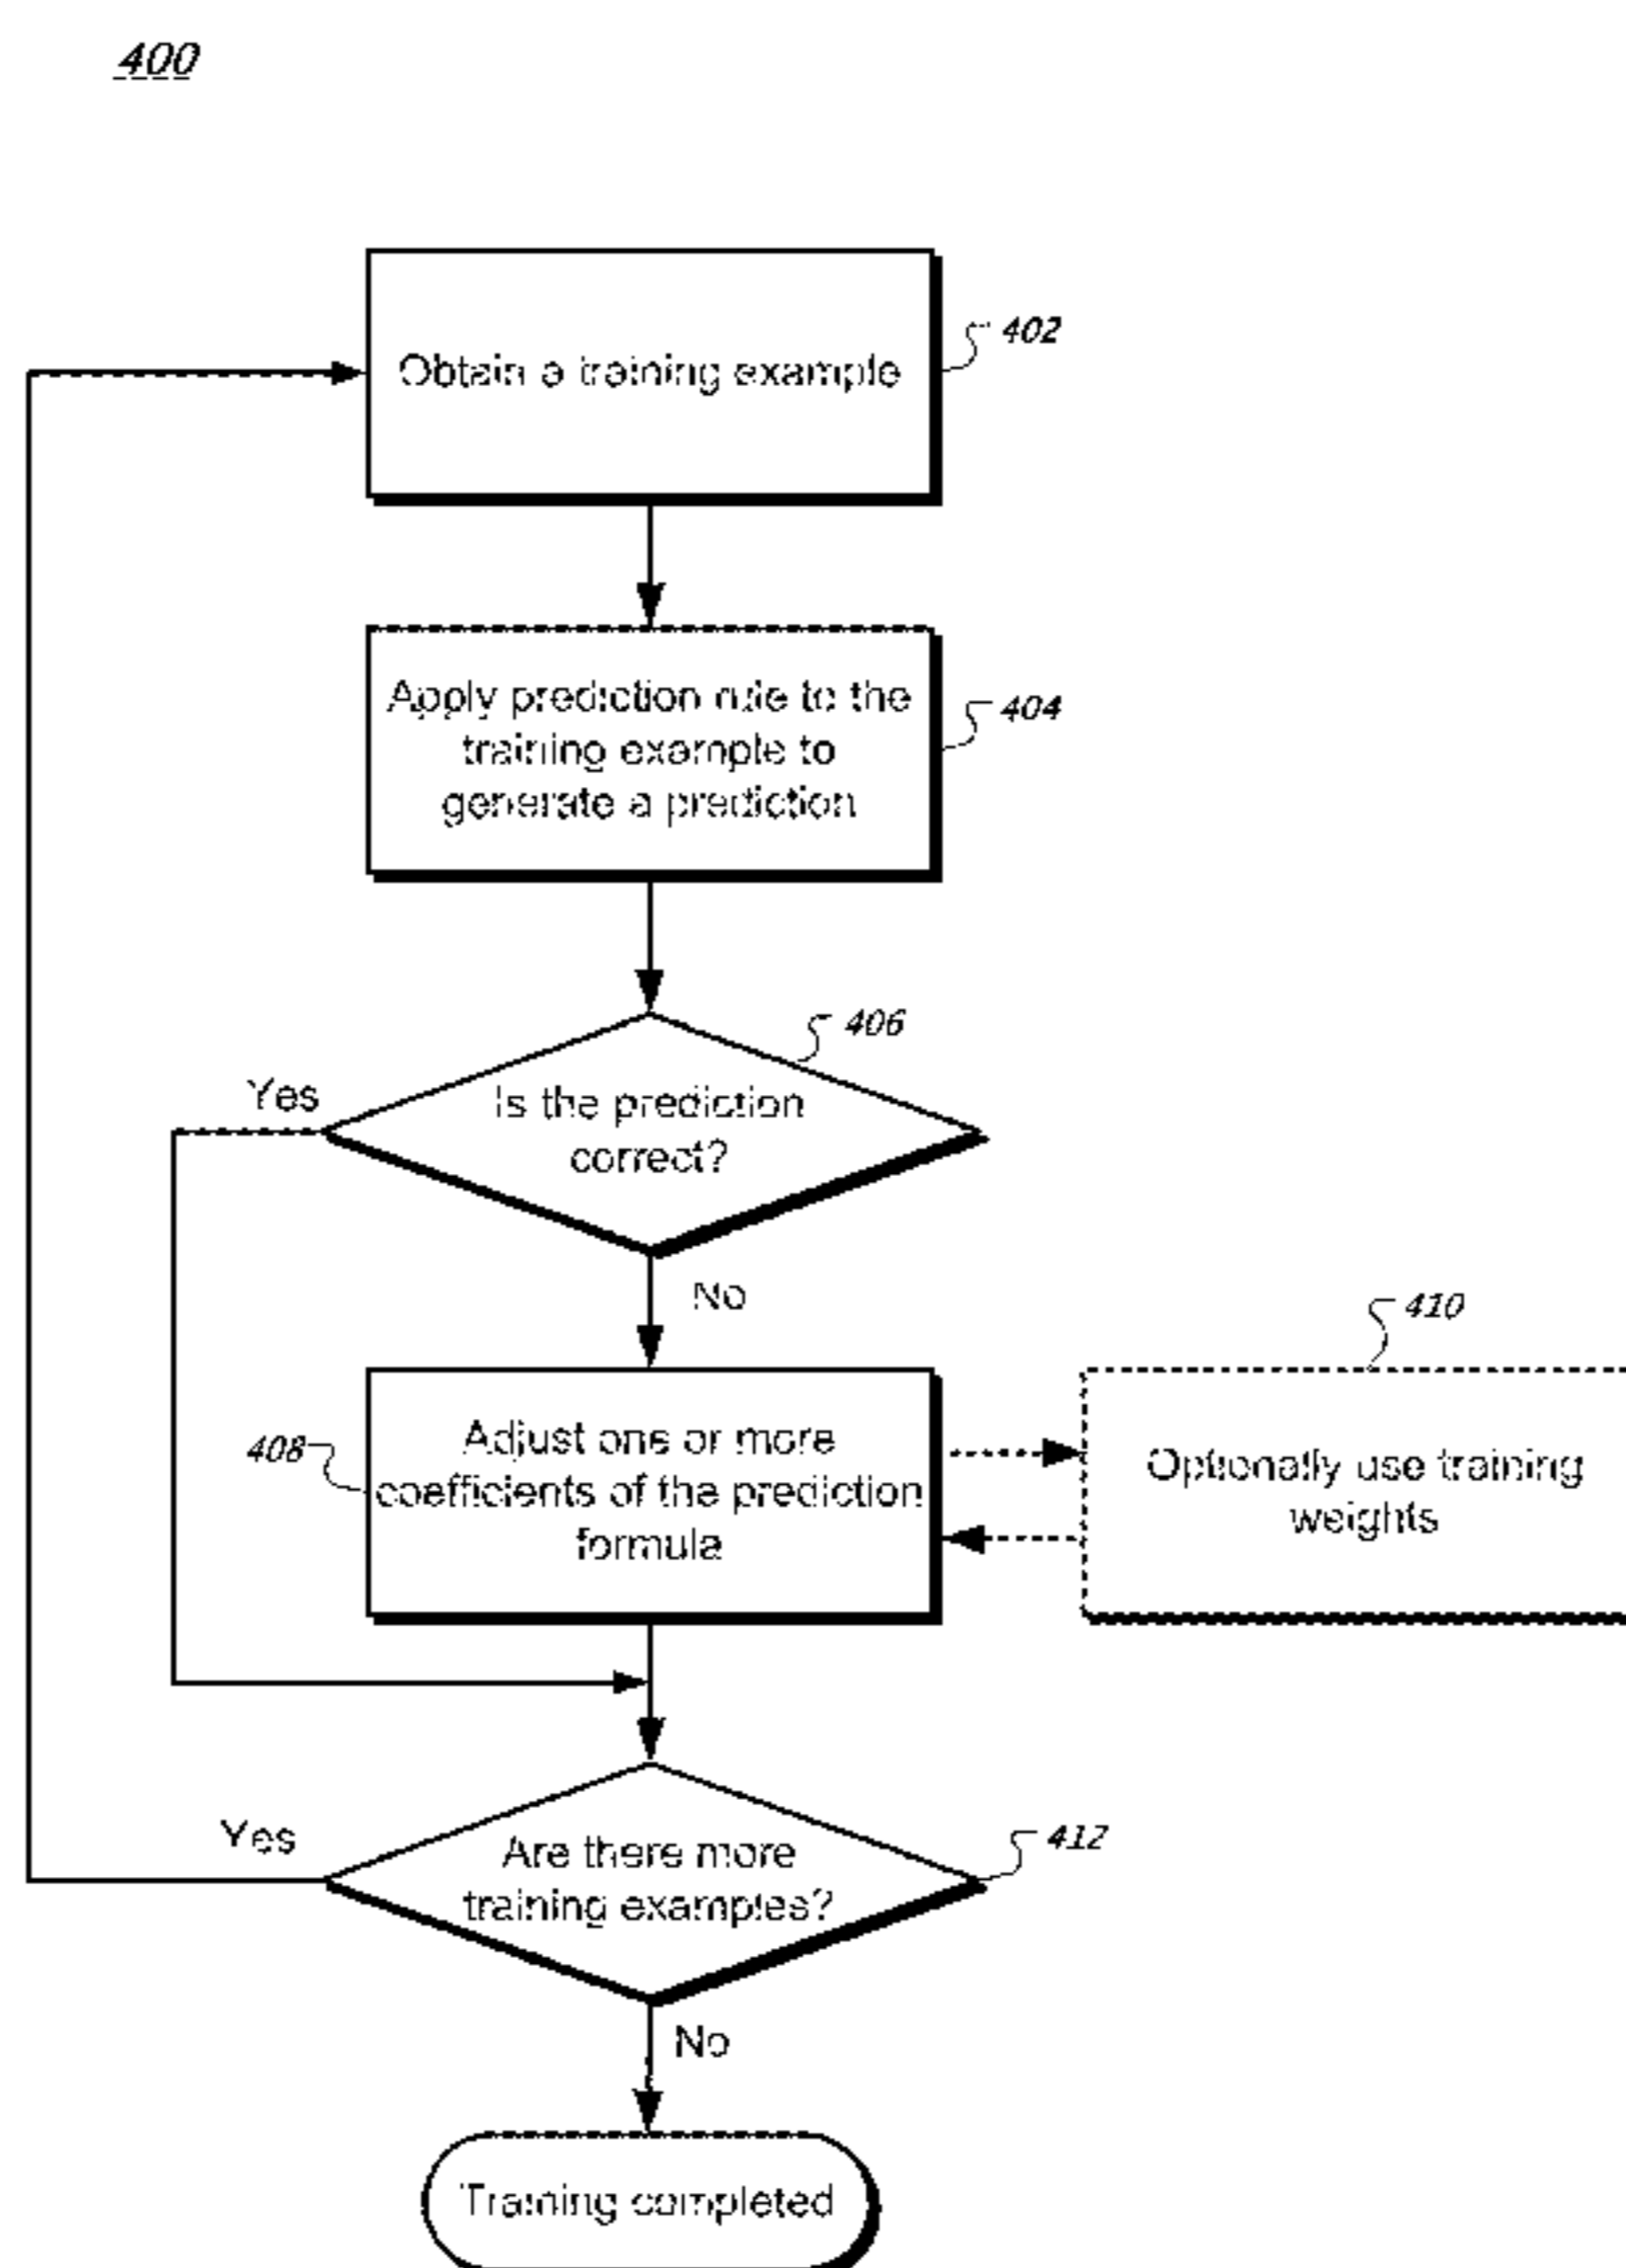 400
Obtain a training example
402
Apply prediction rule to the
training example to
generate a prediction
404
406
Yes
Is the prediction
correct?
No
410
408
Adjust one or more
coefficients of the prediction
formula
Optionally use training
weights
Yes
Are there more
training examples?
412
No
Training completed